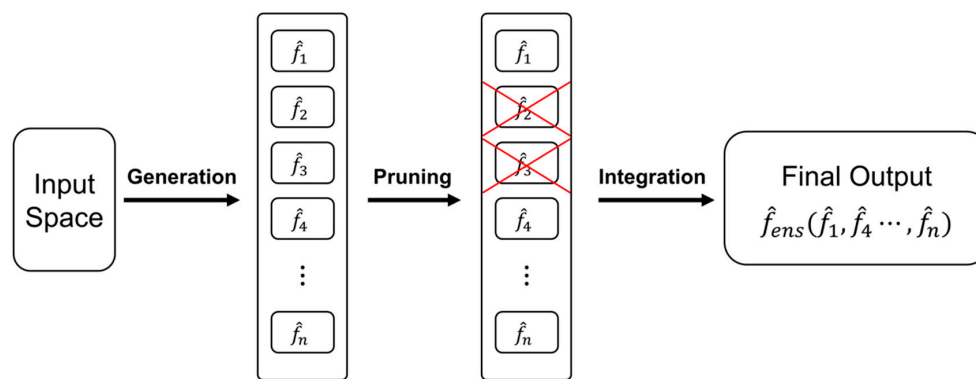 Input
Space
Generation
f̂₁
f̂₂
f̂₃
f̂₄
⋮
f̂ₙ
Pruning
f̂₁
f̂₂
f̂₃
f̂₄
⋮
f̂ₙ
Integration
Final Output
f̂ₑₙₛ(f̂₁, f̂₄ ⋯, f̂ₙ)